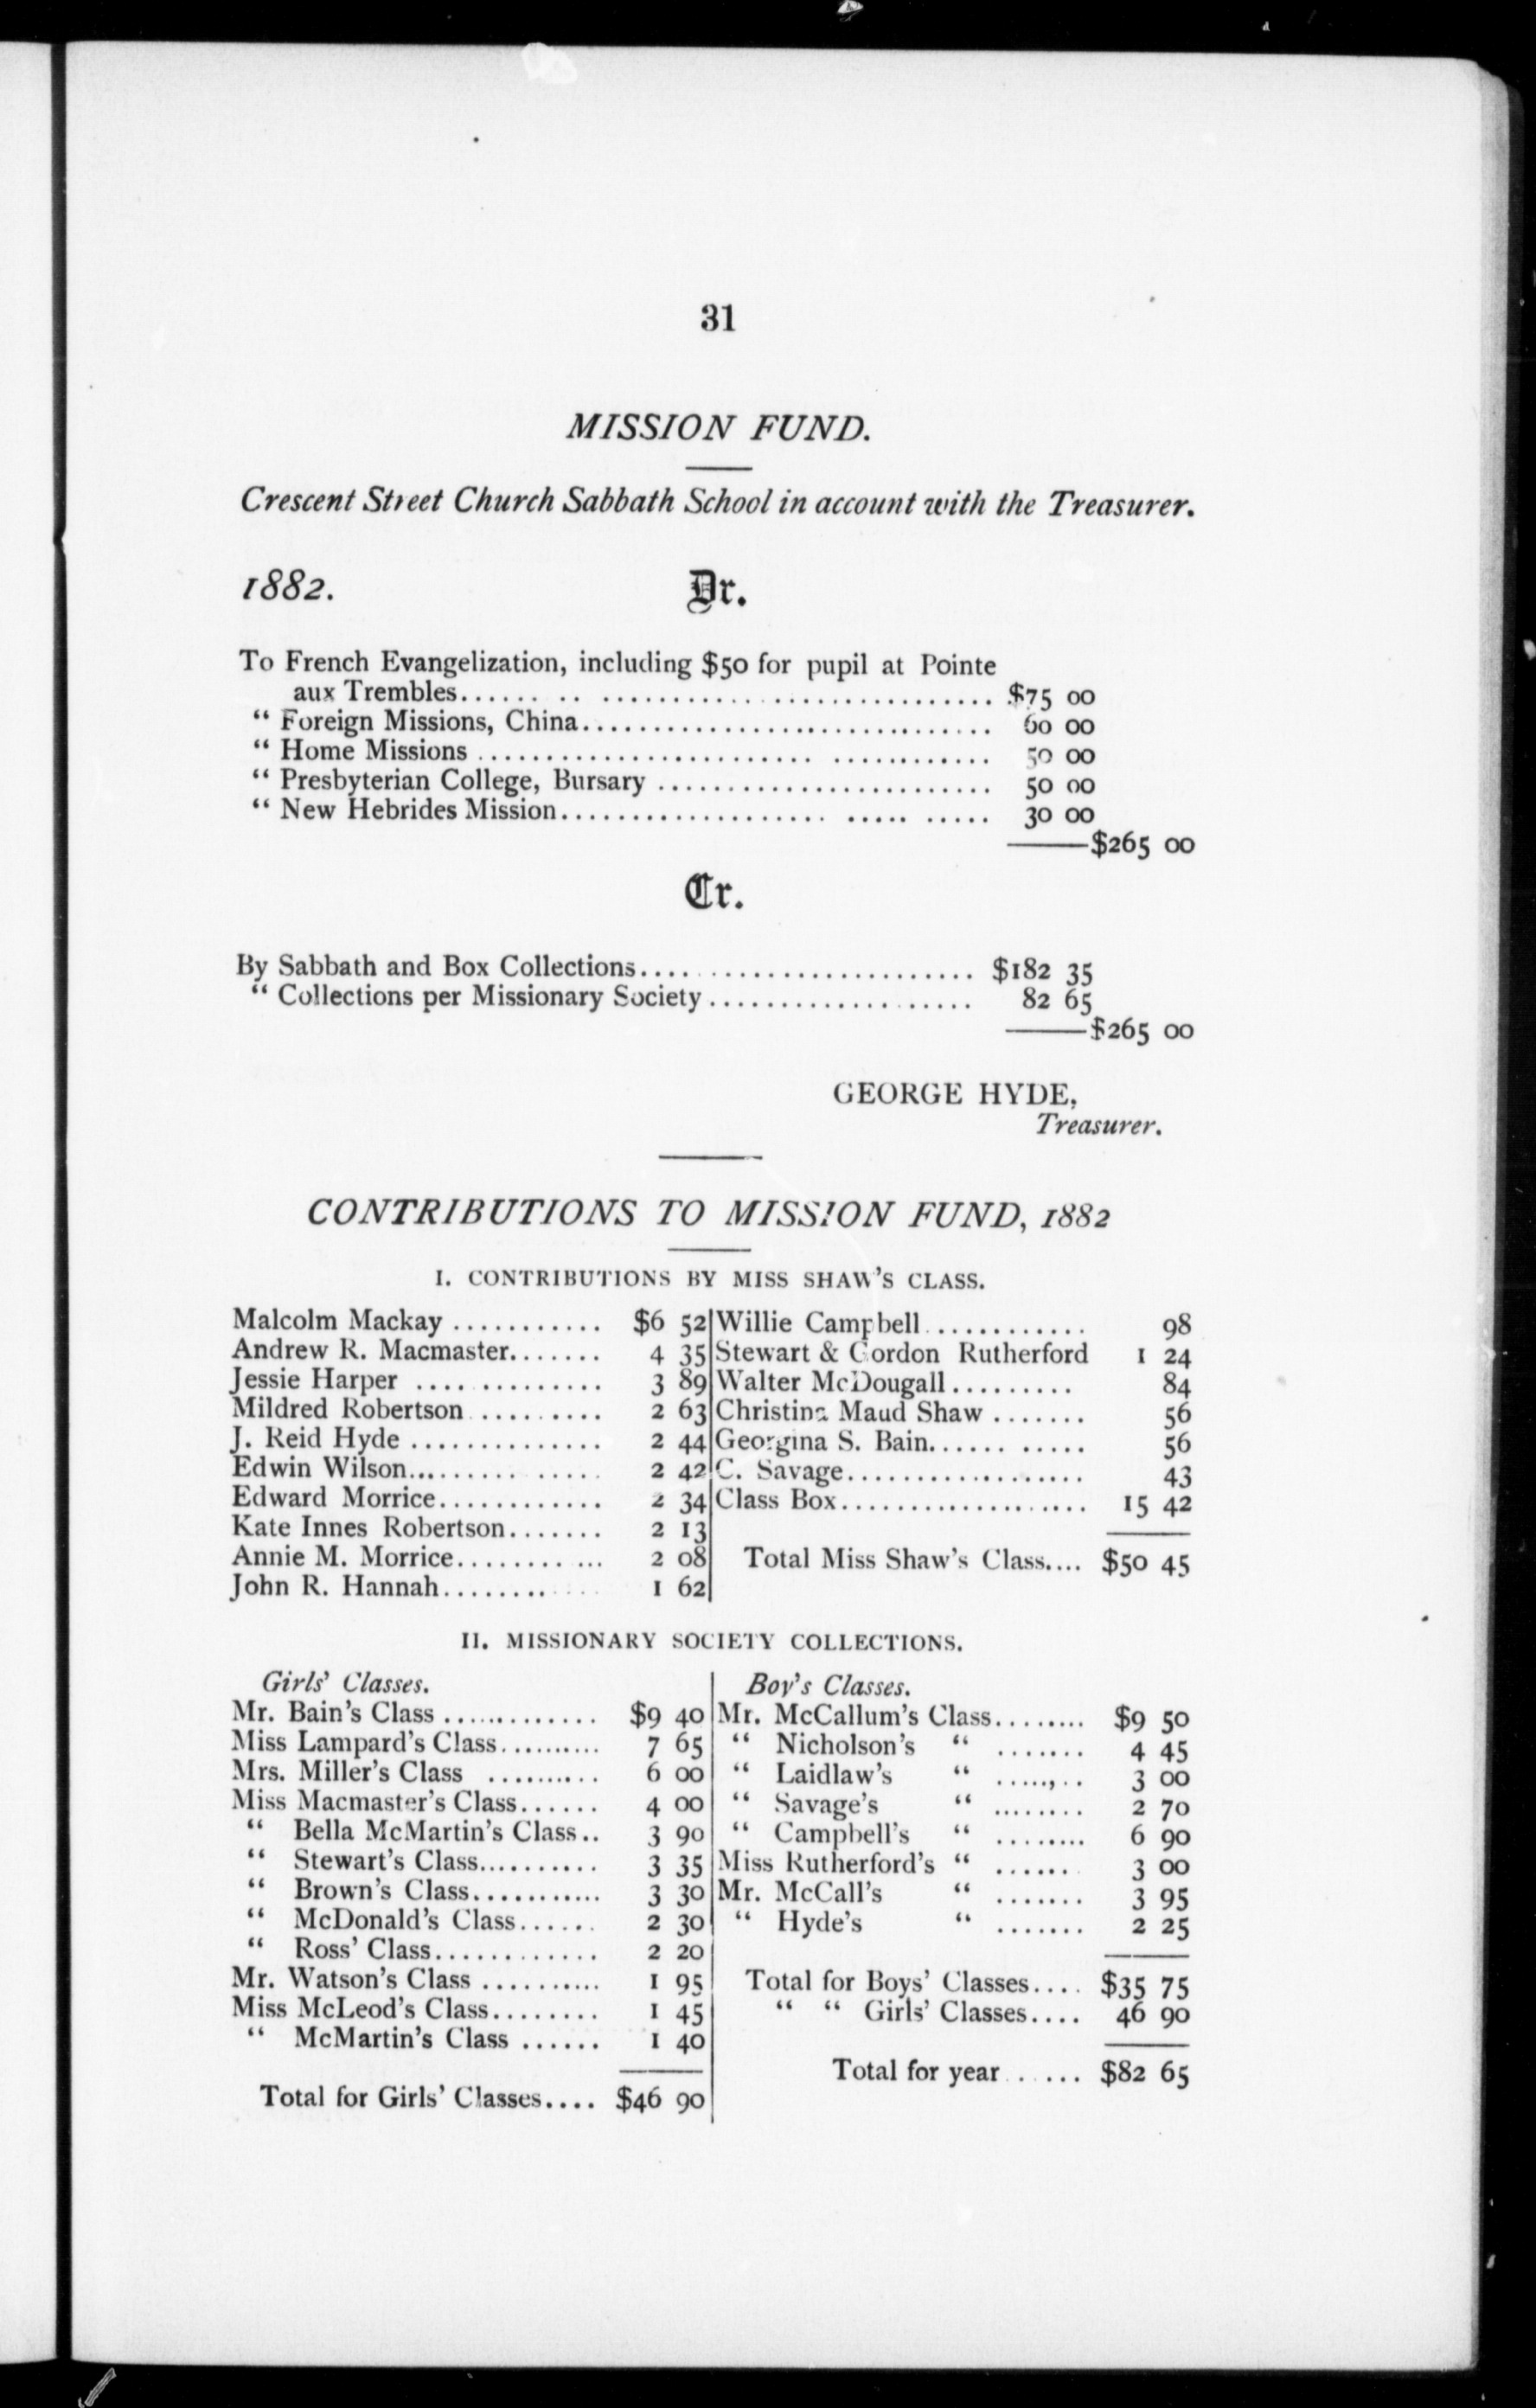 31
MISSION FUND.
Crescent Street Church Sabbath School in account with the Treasurer.
1882. Dr.
To French Evangelization, including $50 for pupil at Pointe
aux Trembles...... .. ................................ $75 00
“ Foreign Missions, China.............................. 60 00
“ Home Missions ........................ ............ 50 00
“ Presbyterian College, Bursary ........................ 50 00
“ New Hebrides Mission................... ..... ..... 30 00
$265 00
Cr.
By Sabbath and Box Collections.... ....................... $182 35
“ Collections per Missionary Society ................... 82 65
$265 00
GEORGE HYDE,
Treasurer.
CONTRIBUTIONS TO MISSION FUND, 1882
I. CONTRIBUTIONS BY MISS SHAW'S CLASS.
Malcolm Mackay ........... $6 52
Andrew R. Macmaster....... 4 35
Jessie Harper .... ......... 3 89
Mildred Robertson ......... 2 63
J. Reid Hyde .............. 2 44
Edwin Wilson.............. 2 42
Edward Morrice............ 2 34
Kate Innes Robertson....... 2 13
Annie M. Morrice........ ... 2 08
John R. Hannah........ 1 62
Willie Campbell............ 98
Stewart & Gordon Rutherford 1 24
Walter McDougall......... 84
Christina Maud Shaw ....... 56
Georgina S. Bain...... ..... 56
C. Savage.................. 43
Class Box................... 15 42
Total Miss Shaw's Class.... $50 45
II. MISSIONARY SOCIETY COLLECTIONS.
Girls' Classes.
Mr. Bain's Class ............. $9 40
Miss Lampard's Class.......... 7 65
Mrs. Miller's Class .......... 6 00
Miss Macmaster's Class...... 4 00
“ Bella McMartin's Class.. 3 90
“ Stewart's Class.......... 3 35
“ Brown's Class........... 3 30
“ McDonald's Class...... 2 30
“ Ross' Class............ 2 20
Mr. Watson's Class .......... 1 95
Miss McLeod's Class........ 1 45
“ McMartin's Class ...... 1 40
Total for Girls' Classes.... $46 90
Boy's Classes.
Mr. McCallum's Class........ $9 50
“ Nicholson's “ ....... 4 45
“ Laidlaw's “ .....,.. 3 00
“ Savage's “ ........ 2 70
“ Campbell's “ ........ 6 90
Miss Rutherford's “ ...... 3 00
Mr. McCall's “ ....... 3 95
“ Hyde's “ ....... 2 25
Total for Boys' Classes.... $35 75
“ “ Girls' Classes.... 46 90
Total for year ..... $82 65